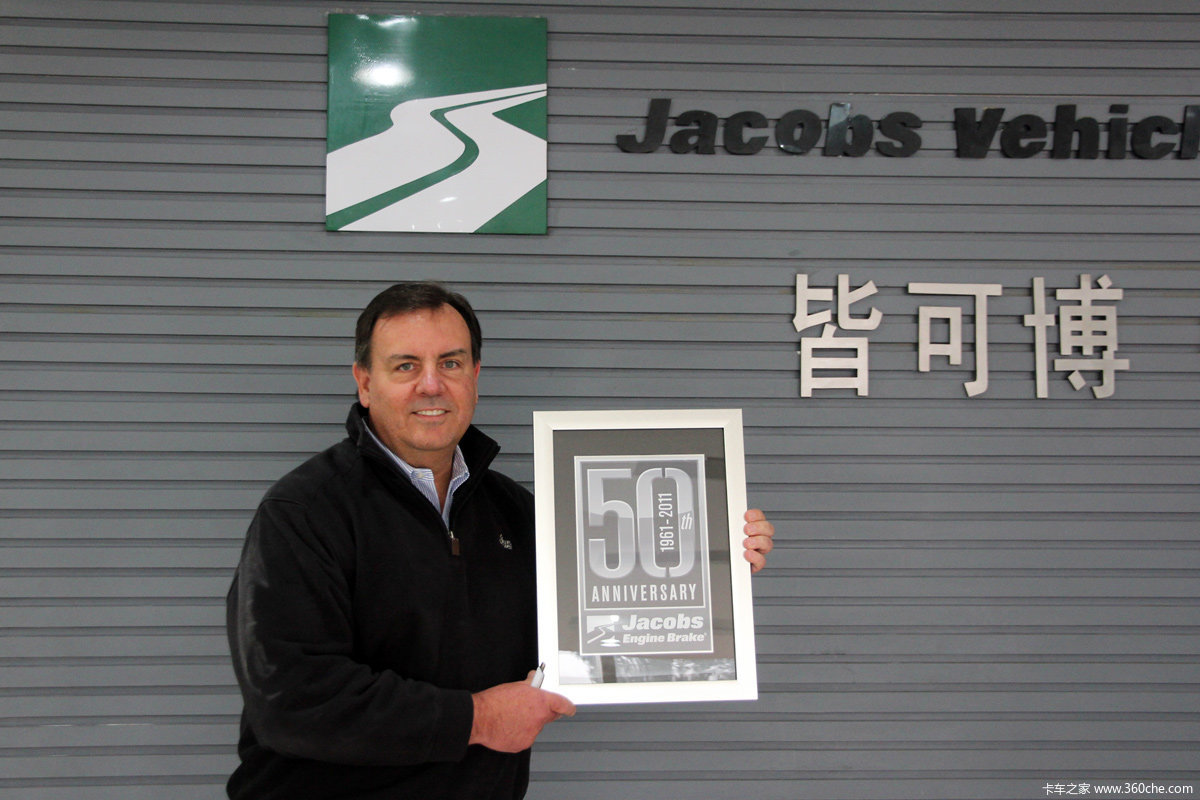 Jacobs Vehicl
皆可博
50th
1961-2011
ANNIVERSARY
Jacobs
Engine Brake®
卡车之家 www.360che.com